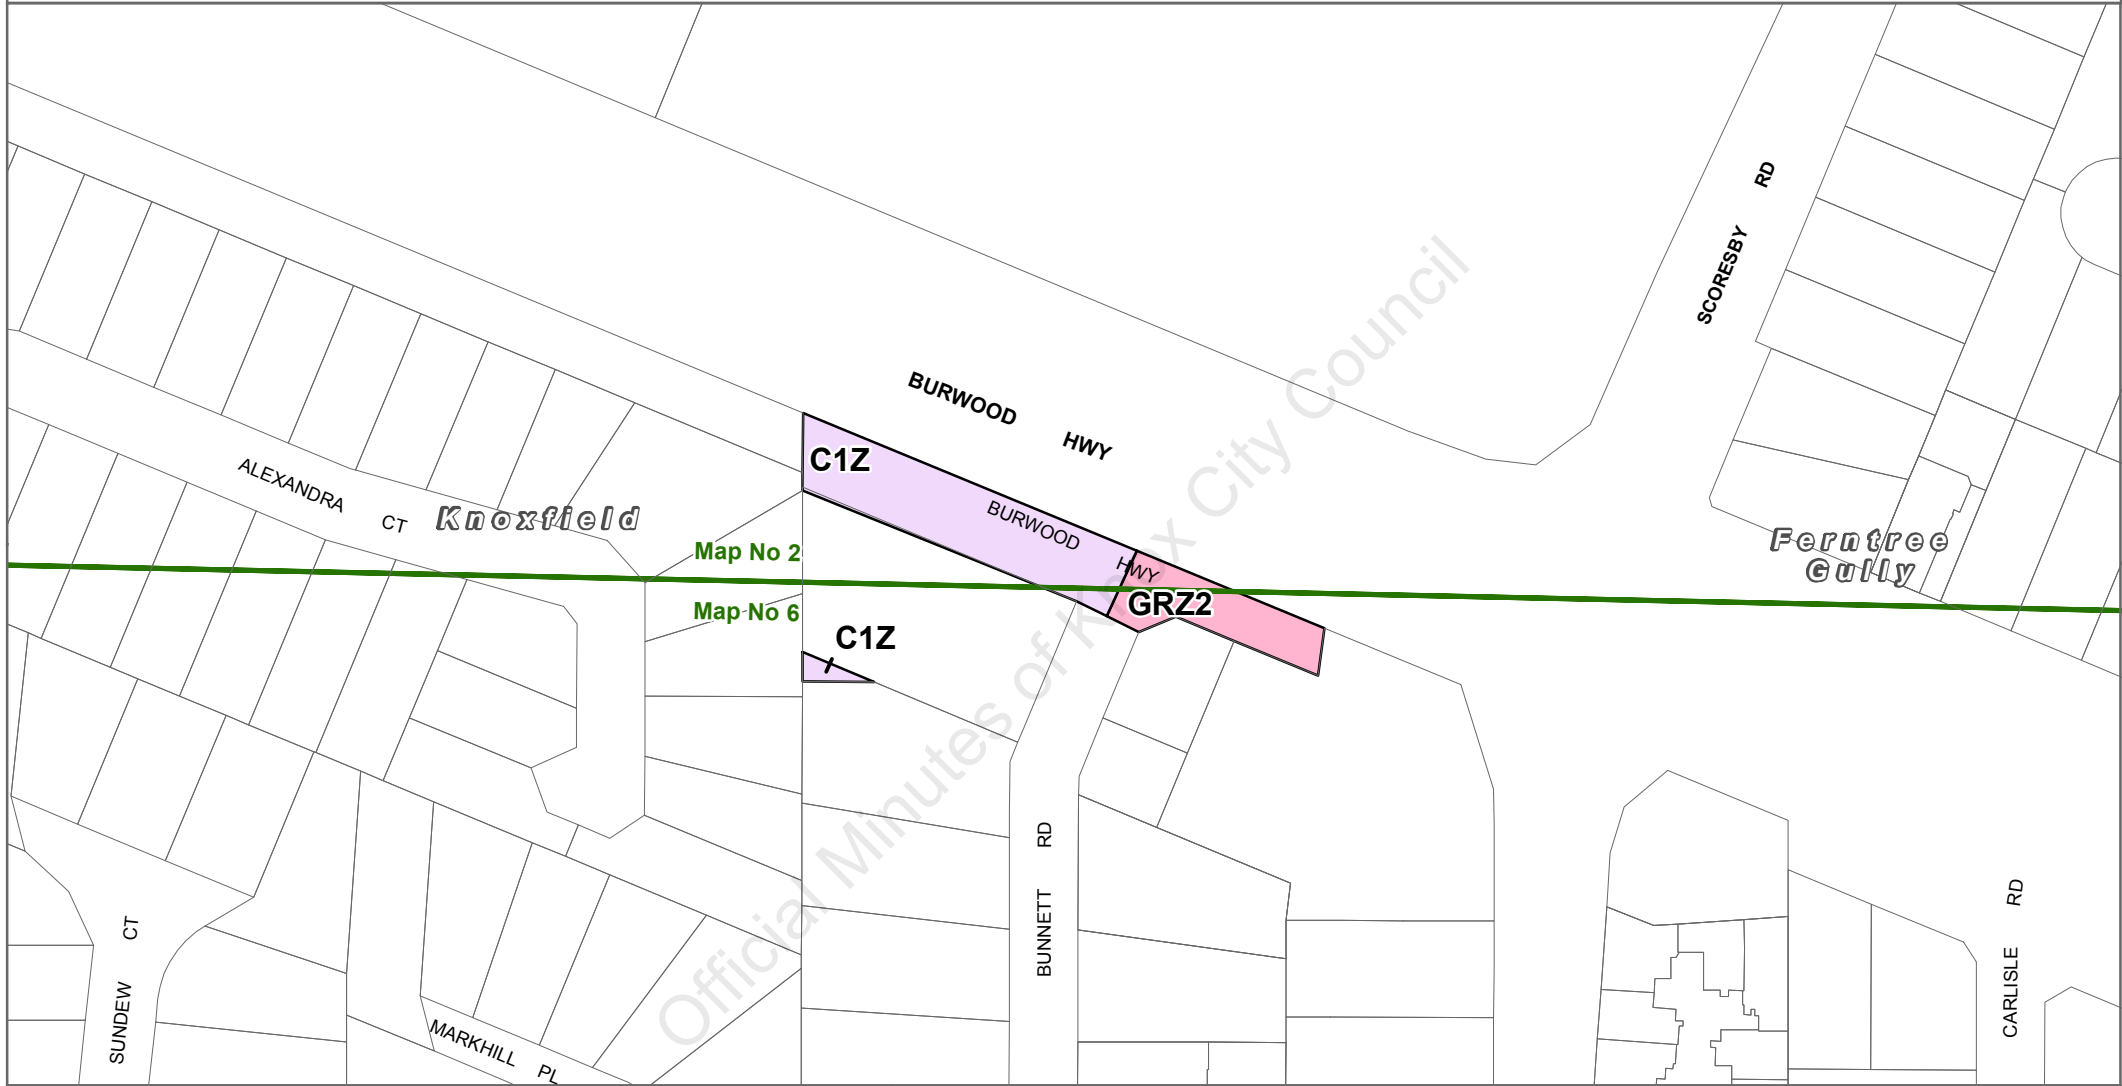 SCORESBY RD
BURWOOD HWY
C1Z
ALEXANDRA CT
Knoxfield
BURWOOD HWY
Ferntree
Gully
Map No 2
Map No 6
GRZ2
C1Z
BUNNETT RD
SUNDEW CT
MARKHILL PL
CARLISLE RD
Official Minutes of Knox City Council